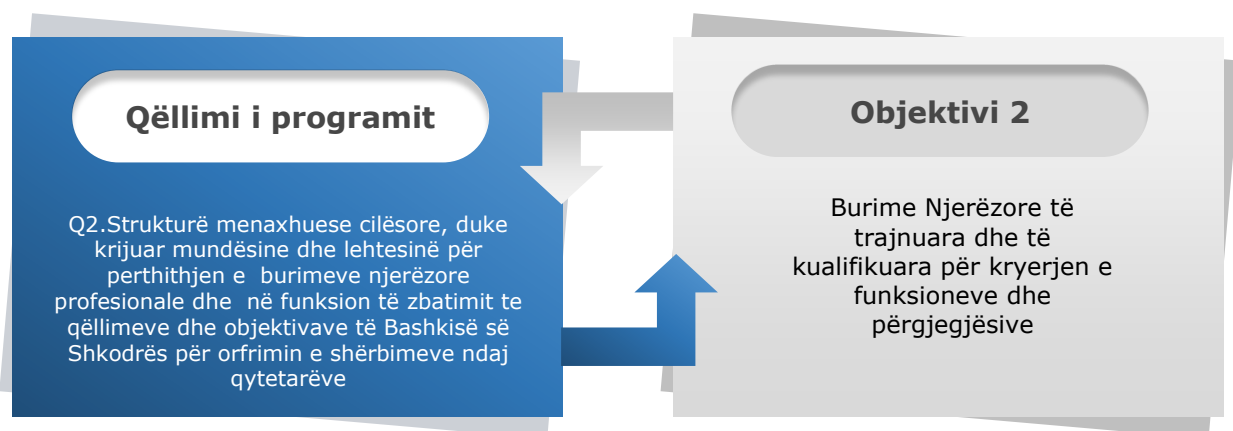 Qëllimi i programit
Q2.Strukturë menaxhuese cilësore, duke
krijuar mundësine dhe lehtesinë për
perthithjen e  burimeve njerëzore
profesionale dhe  në funksion të zbatimit te
qëllimeve dhe objektivave të Bashkisë së
Shkodrës për orfrimin e shërbimeve ndaj
qytetarëve
Objektivi 2
Burime Njerëzore të
trajnuara dhe të
kualifikuara për kryerjen e
funksioneve dhe
përgjegjësive